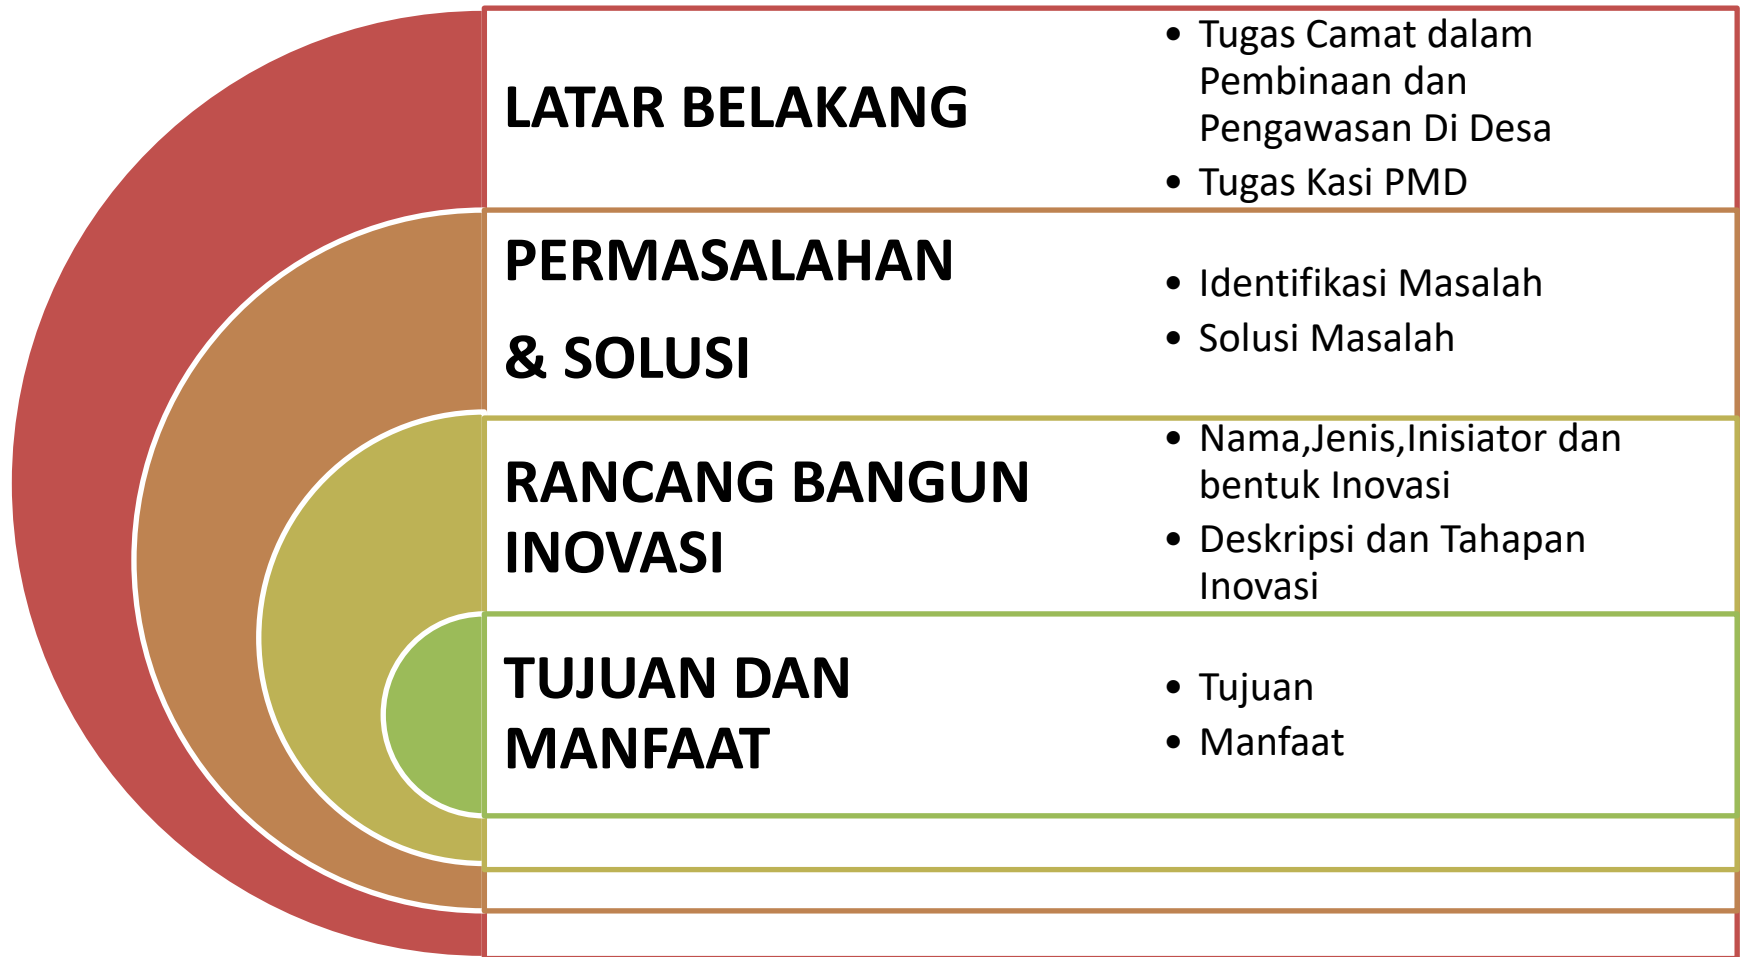 LATAR BELAKANG
• Tugas Camat dalam
Pembinaan dan
Pengawasan Di Desa
• Tugas Kasi PMD
PERMASALAHAN
& SOLUSI
• Identifikasi Masalah
• Solusi Masalah
RANCANG BANGUN
INOVASI
• Nama,Jenis,Inisiator dan
bentuk Inovasi
• Deskripsi dan Tahapan
Inovasi
TUJUAN DAN
MANFAAT
• Tujuan
• Manfaat